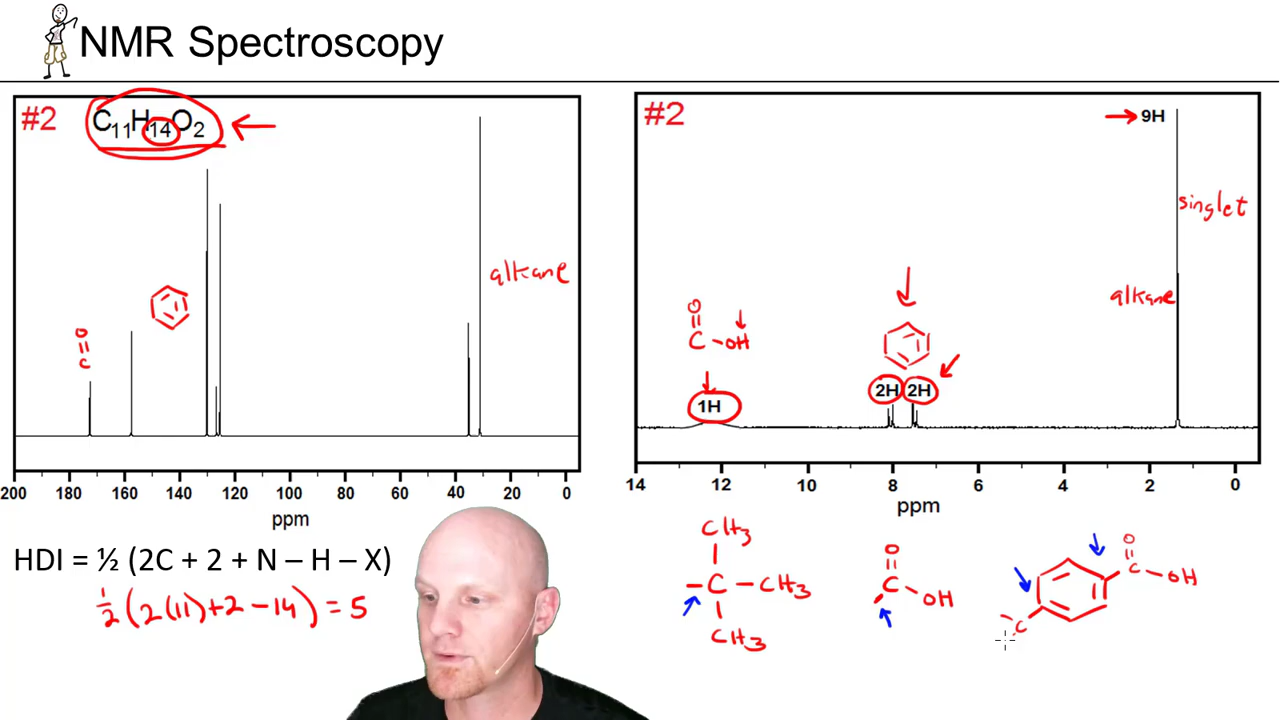 NMR Spectroscopy
#2
C11H14O2
O
C
alkane
200 180 160 140 120 100 80 60 40 20 0
ppm
HDI = ½ (2C + 2 + N – H – X)
½ (2(11)+2 -14) = 5
#2
9H
singlet
alkane
O
C-OH
1H
2H 2H
14 12 10 8 6 4 2 0
ppm
CH3
-C-CH3
CH3
O
C
OH
O
C
OH
C